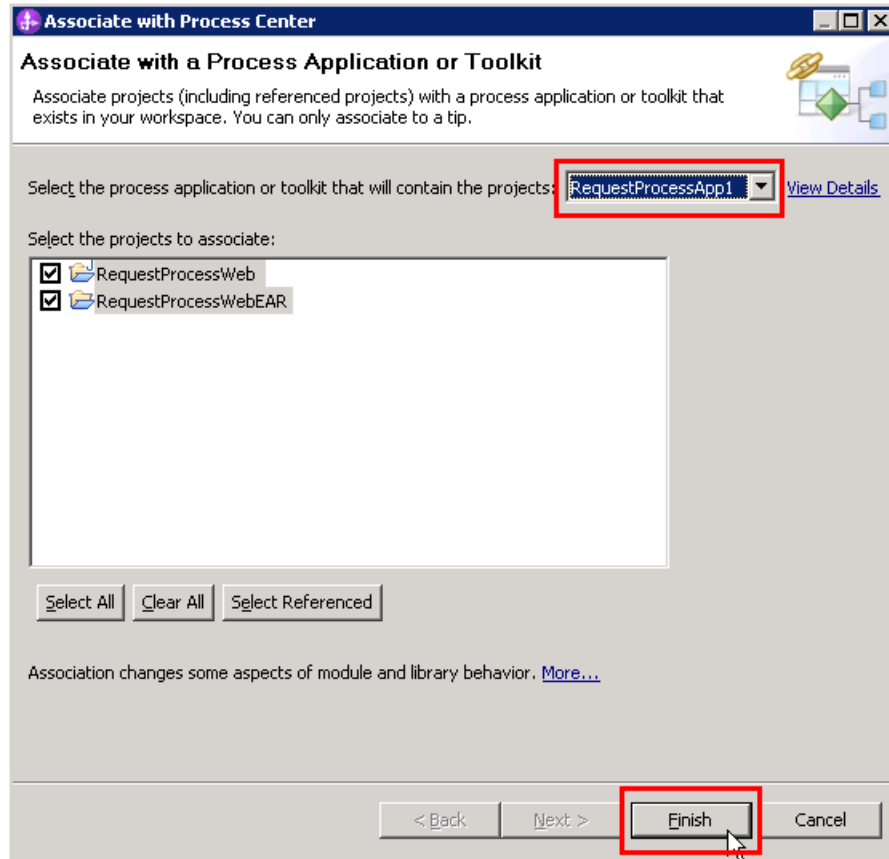 Associate with Process Center
Associate with a Process Application or Toolkit
Associate projects (including referenced projects) with a process application or toolkit that
exists in your workspace. You can only associate to a tip.
Select the process application or toolkit that will contain the projects: RequestProcessApp1 View Details
Select the projects to associate:
RequestProcessWeb
RequestProcessWebEAR
Select All Clear All Select Referenced
Association changes some aspects of module and library behavior. More...
< Back Next > Finish Cancel